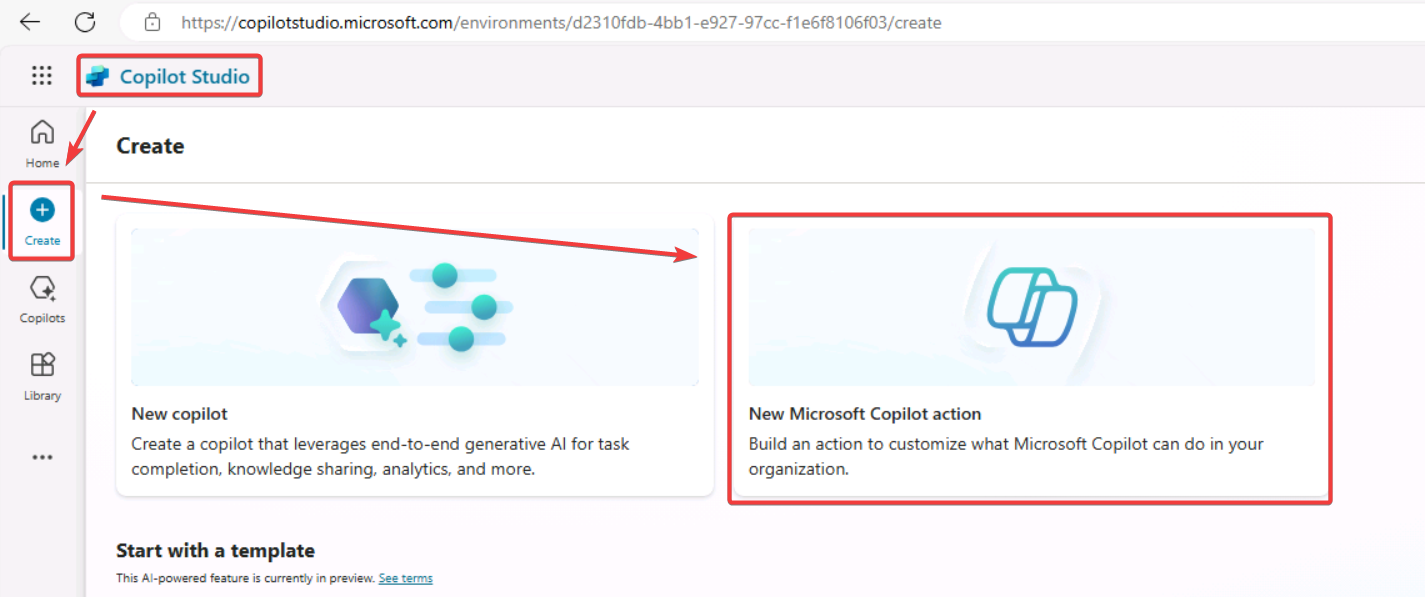 https://copilotstudio.microsoft.com/environments/d2310fdb-4bb1-e927-97cc-f1e6f8106f03/create
Copilot Studio
Home
Create
Copilots
Library
Create
New copilot
Create a copilot that leverages end-to-end generative AI for task
completion, knowledge sharing, analytics, and more.
New Microsoft Copilot action
Build an action to customize what Microsoft Copilot can do in your
organization.
Start with a template
This AI-powered feature is currently in preview. See terms